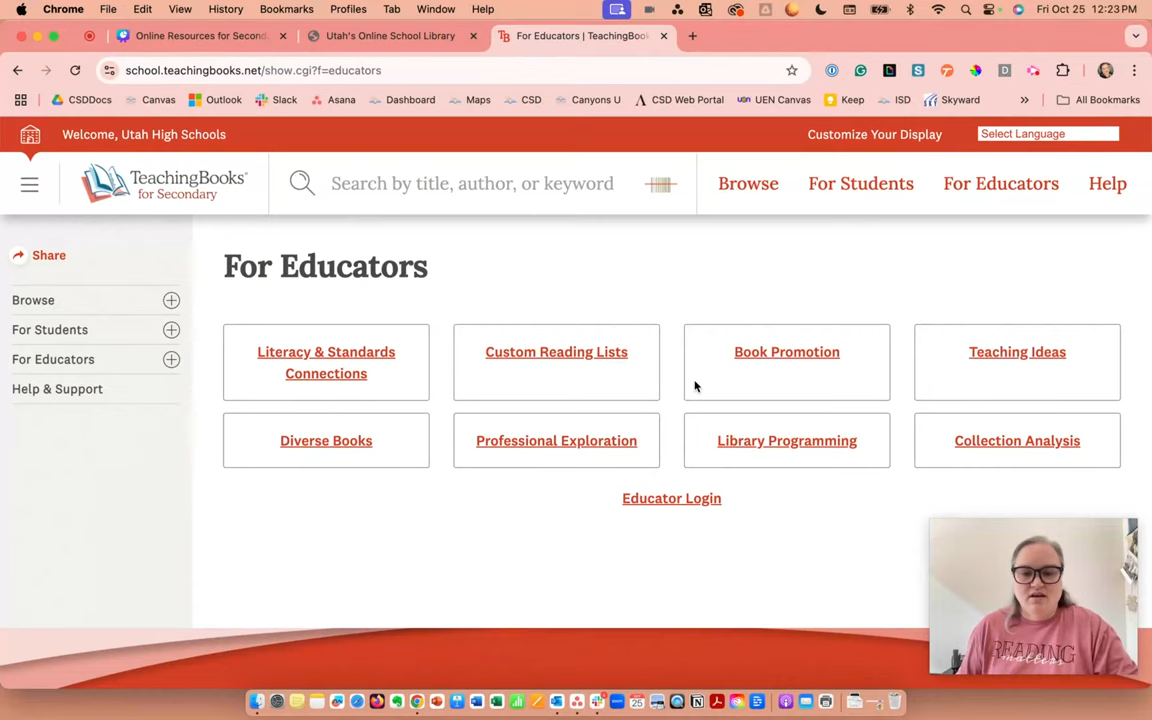 Chrome File Edit View History Bookmarks Profiles Tab Window Help Fri Oct 25 12:23 PM
Online Resources for Second Utah's Online School Library For Educators | TeachingBook
school.teachingbooks.net/show.cgi?f=educators
CSDDocs Canvas Outlook Slack Asana Dashboard Maps CSD Canyons U CSD Web Portal UEN Canvas Keep ISD Skyward » All Bookmarks
Welcome, Utah High Schools Customize Your Display Select Language
TeachingBooks®
for Secondary
Search by title, author, or keyword
Browse For Students For Educators Help
Share
Browse
For Students
For Educators
Help & Support
For Educators
Literacy & Standards
Connections
Custom Reading Lists
Book Promotion
Teaching Ideas
Diverse Books
Professional Exploration
Library Programming
Collection Analysis
Educator Login
READING
matters